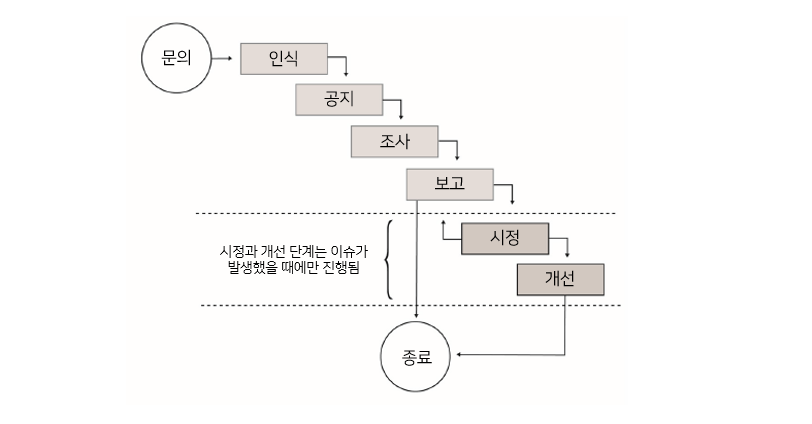 문의
인식
공지
조사
보고
시정과 개선 단계는 이슈가
발생했을 때에만 진행됨
시정
개선
종료